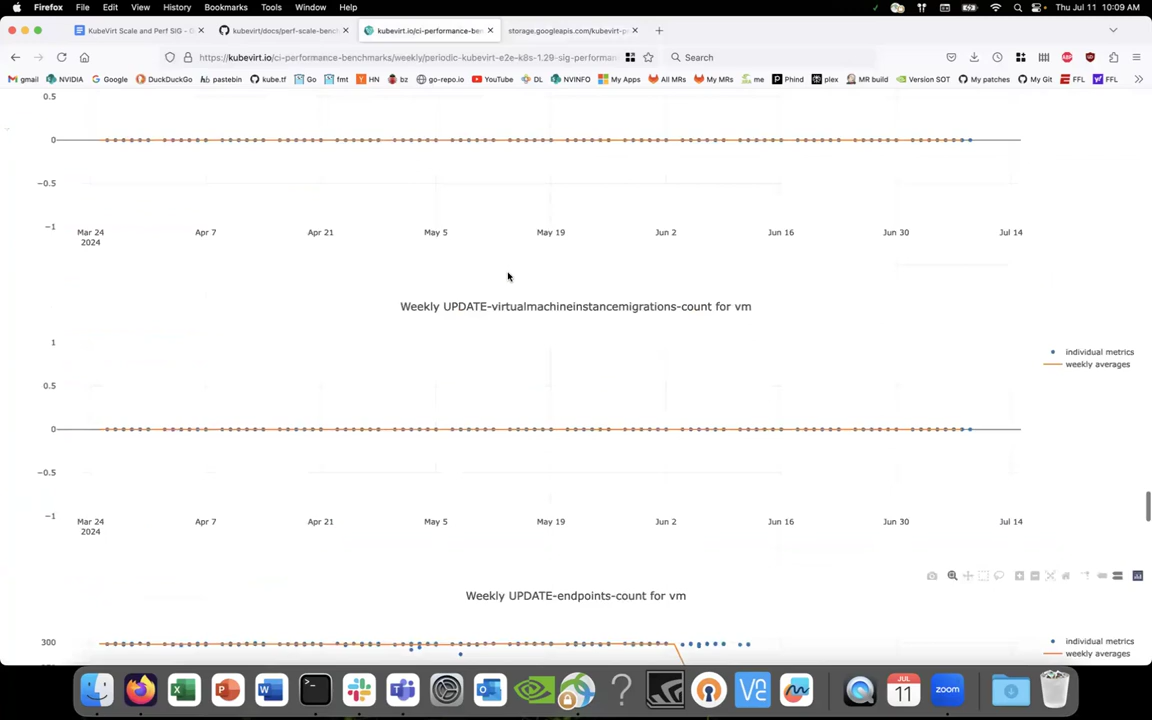 Firefox File Edit View History Bookmarks Tools Window Help Thu Jul 11 10:09 AM
KubeVirt Scale and Perf SIG - kubevirt/docs/perf-scale-bench kubevirt.io/ci-performance-ben storage.googleapis.com/kubevirt-p
https://kubevirt.io/ci-performance-benchmarks/weekly/periodic-kubevirt-e2e-k8s-1.29-sig-performan Search
gmail NVIDIA Google DuckDuckGo pastebin kube.tf Go fmt HN bz go-repo.io YouTube DL NVINFO My Apps All MRs My MRs me Phind plex MR build Version SOT My patches My Git FFL FFL
0.5
0
−0.5
−1
Mar 24 Apr 7 Apr 21 May 5 May 19 Jun 2 Jun 16 Jun 30 Jul 14
2024
Weekly UPDATE-virtualmachineinstancemigrations-count for vm
1
individual metrics
weekly averages
0.5
0
−0.5
−1
Mar 24 Apr 7 Apr 21 May 5 May 19 Jun 2 Jun 16 Jun 30 Jul 14
2024
Weekly UPDATE-endpoints-count for vm
300
individual metrics
weekly averages
JUL
11
zoom